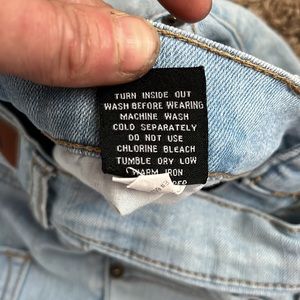 TURN INSIDE OUT
WASH BEFORE WEARING
MACHINE WASH
COLD SEPARATELY
DO NOT USE
CHLORINE BLEACH
TUMBLE DRY LOW
WARM IRON